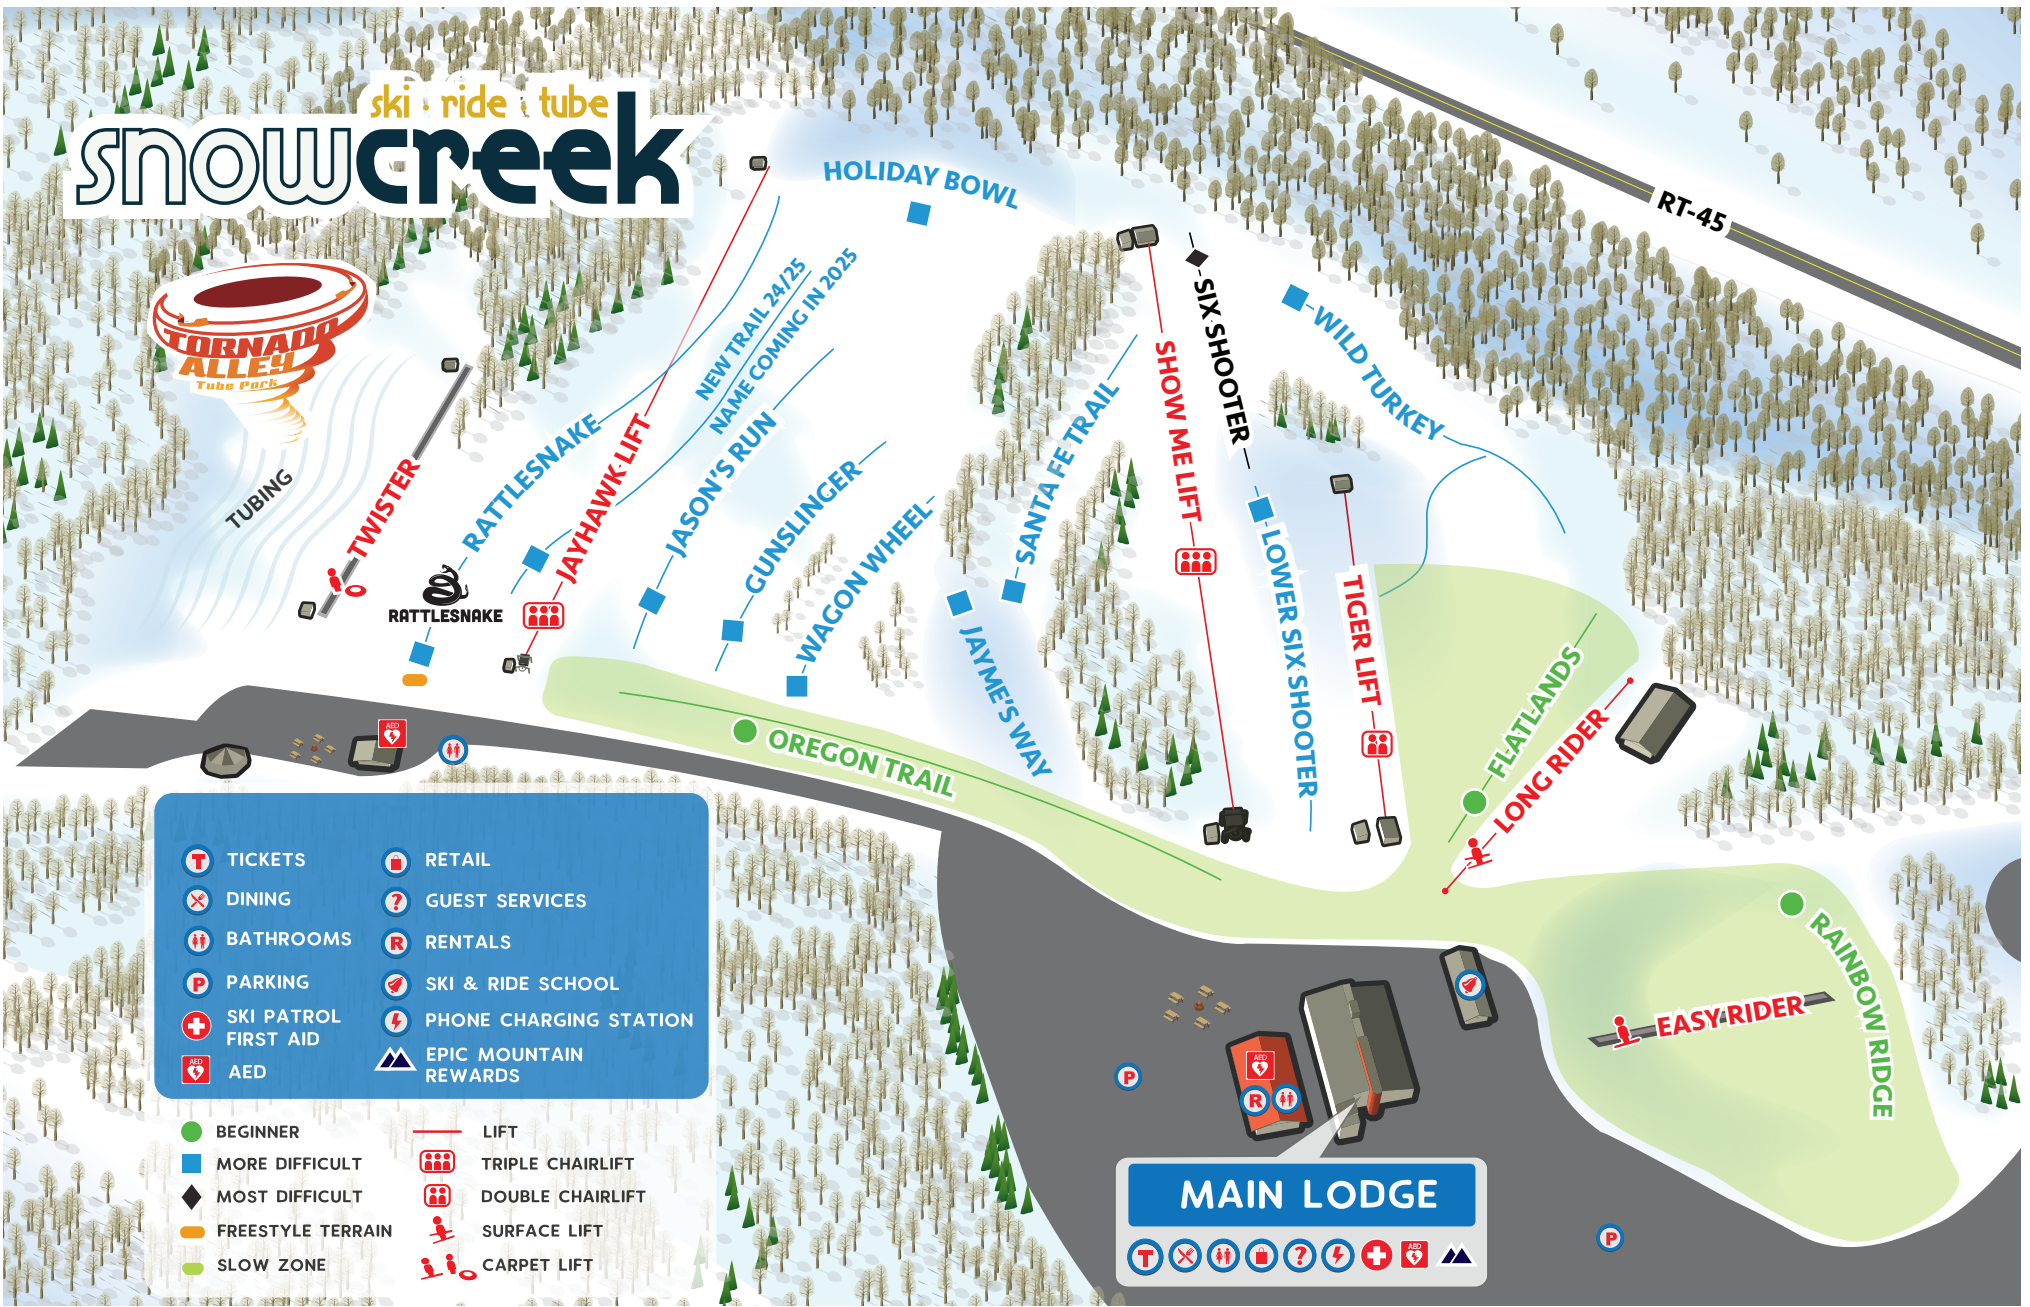 ski ride tube
snowcreek
HOLIDAY BOWL
RT-45
TORNADO
ALLEY
Tube Park
TUBING
TWISTER
RATTLESNAKE
RATTLESNAKE
JAYHAWK LIFT
NEW TRAIL 24/25
NAME COMING IN 2025
JASON'S RUN
GUNSLINGER
WAGON WHEEL
SANTA FE TRAIL
JAYME'S WAY
SHOW ME LIFT
SIX SHOOTER
LOWER SIX SHOOTER
WILD TURKEY
TIGER LIFT
FLATLANDS
LONG RIDER
OREGON TRAIL
RAINBOW RIDGE
EASY RIDER
AED
T TICKETS
DINING
BATHROOMS
P PARKING
SKI PATROL
FIRST AID
AED AED
RETAIL
? GUEST SERVICES
R RENTALS
SKI & RIDE SCHOOL
PHONE CHARGING STATION
EPIC MOUNTAIN
REWARDS
BEGINNER
MORE DIFFICULT
MOST DIFFICULT
FREESTYLE TERRAIN
SLOW ZONE
LIFT
TRIPLE CHAIRLIFT
DOUBLE CHAIRLIFT
SURFACE LIFT
CARPET LIFT
P
AED
R
MAIN LODGE
T ? AED
P